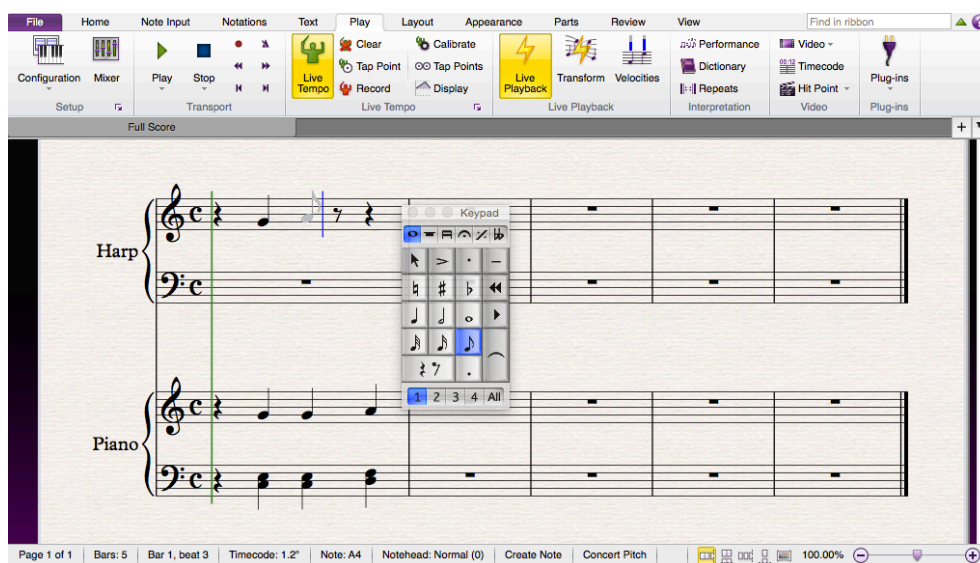 File Home Note Input Notations Text Play Layout Appearance Parts Review View Find in ribbon
Clear Calibrate Performance Video
Tap Point Tap Points Dictionary Timecode
Configuration Mixer Play Stop Live Tempo Record Display Live Playback Transform Velocities Repeats Hit Point Plug-ins
Setup Transport Live Tempo Live Playback Interpretation Video Plug-ins
Full Score
Keypad
Harp
1 2 3 4 All
Piano
Page 1 of 1 Bars: 5 Bar 1, beat 3 Timecode: 1.2" Note: A4 Notehead: Normal (0) Create Note Concert Pitch 100.00%